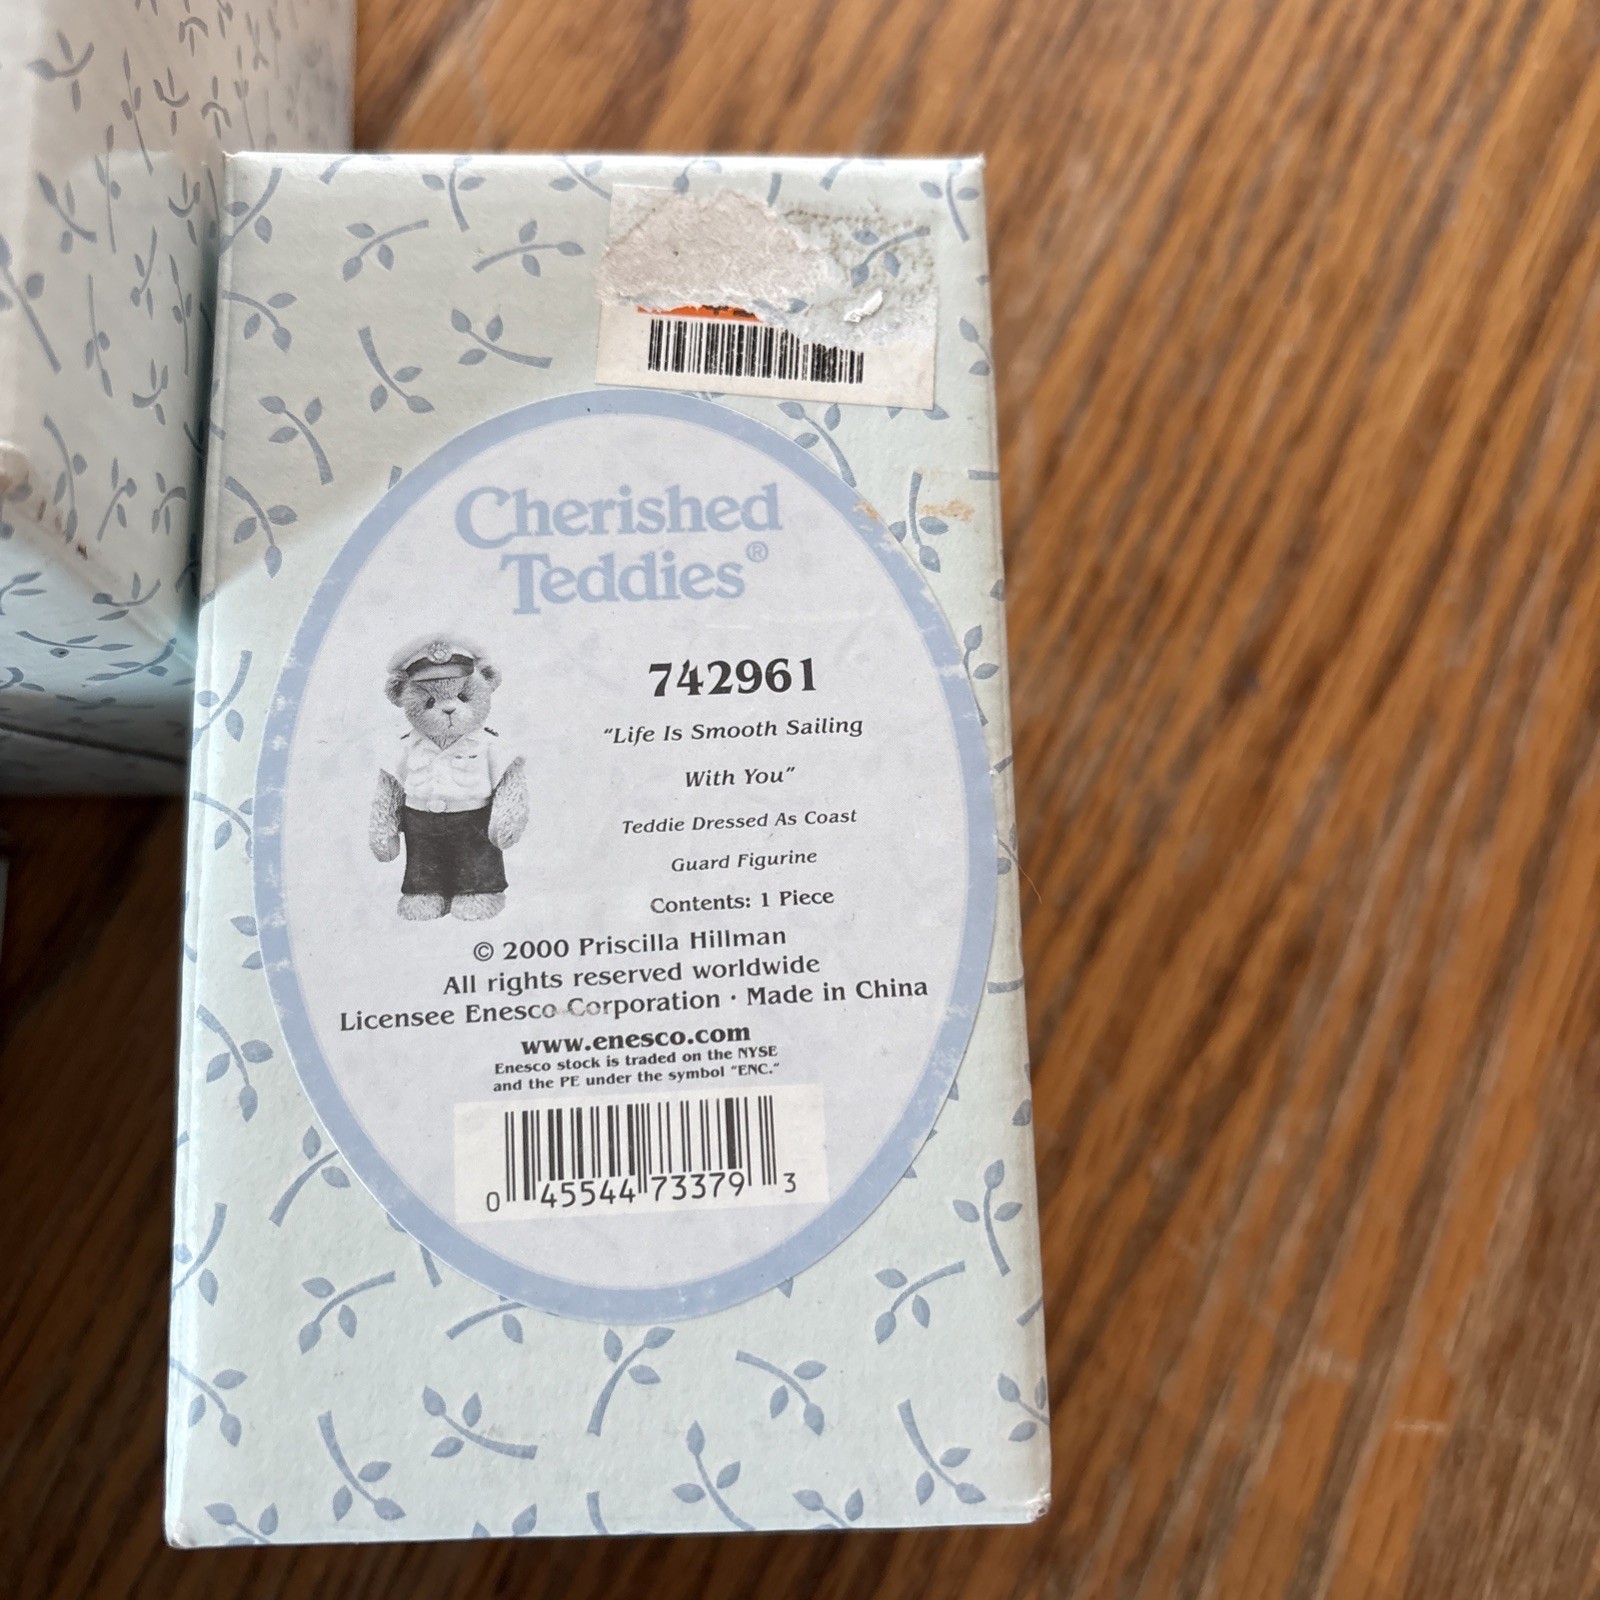 Cherished
Teddies®
742961
“Life Is Smooth Sailing
With You”
Teddie Dressed As Coast
Guard Figurine
Contents: 1 Piece
© 2000 Priscilla Hillman
All rights reserved worldwide
Licensee Enesco Corporation · Made in China
www.enesco.com
Enesco stock is traded on the NYSE
and the PE under the symbol "ENC."
0 45544 73379 3